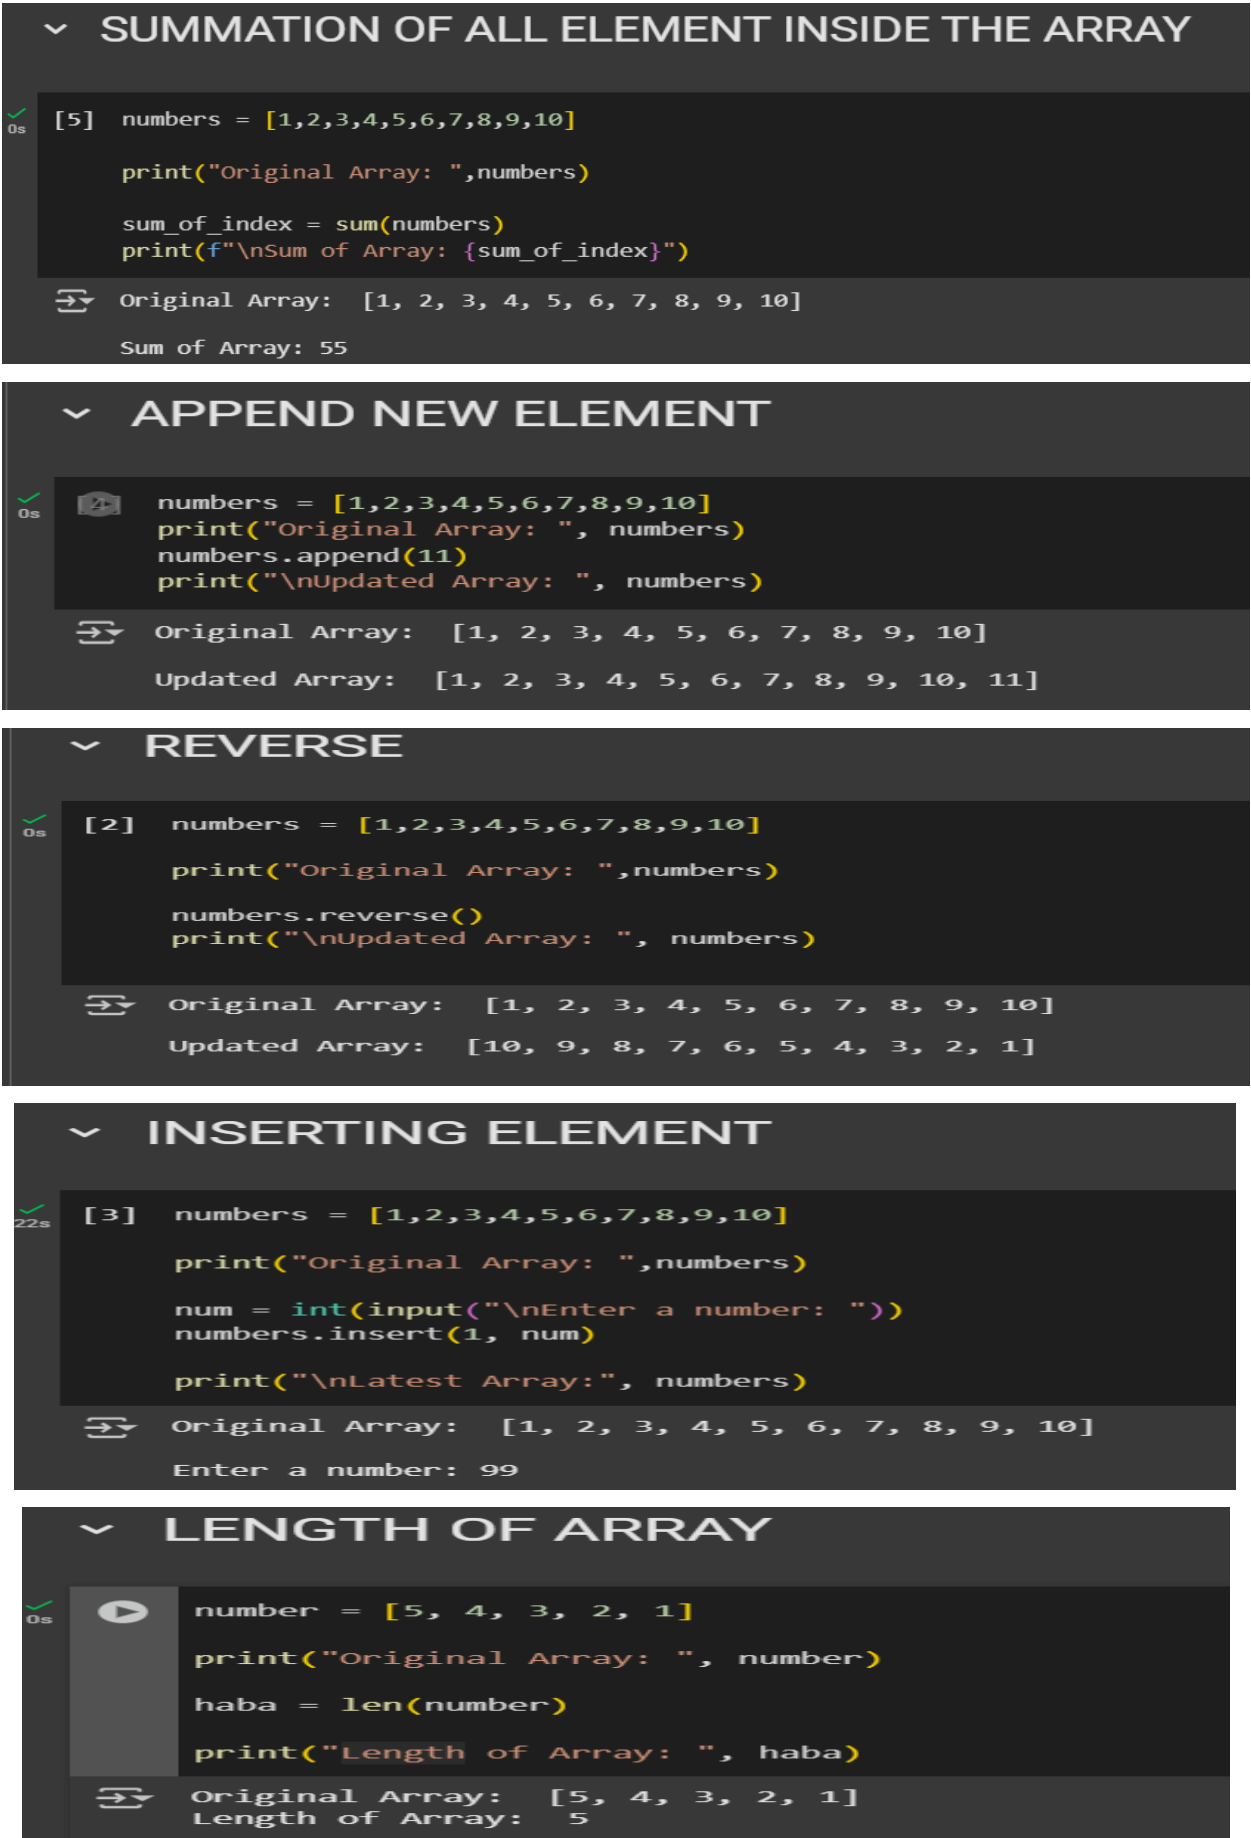 SUMMATION OF ALL ELEMENT INSIDE THE ARRAY
0s
[5] numbers = [1,2,3,4,5,6,7,8,9,10]
print("Original Array: ",numbers)
sum_of_index = sum(numbers)
print(f"\nSum of Array: {sum_of_index}")
Original Array:  [1, 2, 3, 4, 5, 6, 7, 8, 9, 10]
Sum of Array: 55
APPEND NEW ELEMENT
0s
numbers = [1,2,3,4,5,6,7,8,9,10]
print("Original Array: ", numbers)
numbers.append(11)
print("\nUpdated Array: ", numbers)
Original Array:  [1, 2, 3, 4, 5, 6, 7, 8, 9, 10]
Updated Array:  [1, 2, 3, 4, 5, 6, 7, 8, 9, 10, 11]
REVERSE
0s
[2] numbers = [1,2,3,4,5,6,7,8,9,10]
print("Original Array: ",numbers)
numbers.reverse()
print("\nUpdated Array: ", numbers)
Original Array:  [1, 2, 3, 4, 5, 6, 7, 8, 9, 10]
Updated Array:  [10, 9, 8, 7, 6, 5, 4, 3, 2, 1]
INSERTING ELEMENT
22s
[3] numbers = [1,2,3,4,5,6,7,8,9,10]
print("Original Array: ",numbers)
num = int(input("\nEnter a number: "))
numbers.insert(1, num)
print("\nLatest Array:", numbers)
Original Array:  [1, 2, 3, 4, 5, 6, 7, 8, 9, 10]
Enter a number: 99
LENGTH OF ARRAY
0s
number = [5, 4, 3, 2, 1]
print("Original Array: ", number)
haba = len(number)
print("Length of Array: ", haba)
Original Array:  [5, 4, 3, 2, 1]
Length of Array:  5